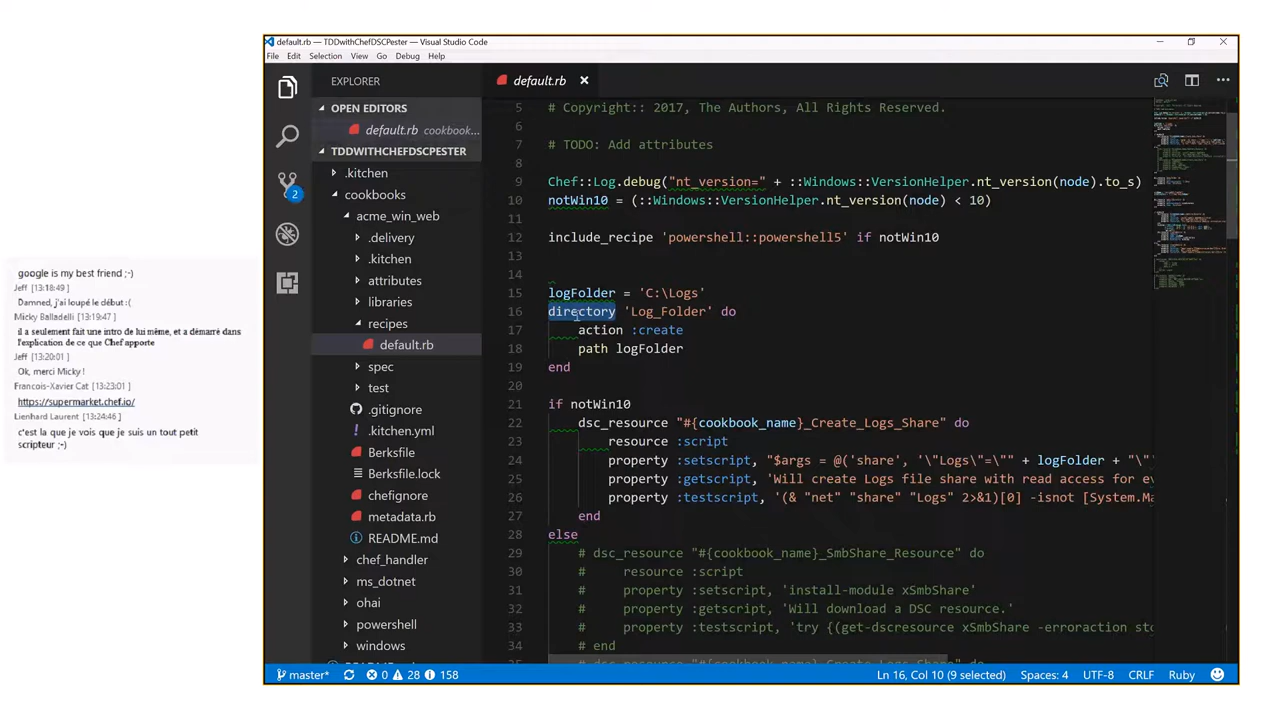 google is my best friend ;-)
Jeff [13:18:49]
Damned, j'ai loupé le début :(
Micky Balladelli [13:19:47]
il a seulement fait une intro de lui même, et a démarré dans
l'explication de ce que Chef apporte
Jeff [13:20:01]
Ok, merci Micky !
Francois-Xavier Cat [13:23:01]
https://supermarket.chef.io/
Lienhard Laurent [13:24:46]
c'est la que je vois que je suis un tout petit
scripteur ;-)
default.rb — TDDwithChefDSCPester — Visual Studio Code
File Edit Selection View Go Debug Help
EXPLORER
OPEN EDITORS
default.rb cookbook...
TDDWITHCHEFDSCPESTER
.kitchen
cookbooks
acme_win_web
.delivery
.kitchen
attributes
libraries
recipes
default.rb
spec
test
.gitignore
.kitchen.yml
Berksfile
Berksfile.lock
chefignore
metadata.rb
README.md
chef_handler
ms_dotnet
ohai
powershell
windows
2
default.rb
5 # Copyright:: 2017, The Authors, All Rights Reserved.
6
7 # TODO: Add attributes
8
9 Chef::Log.debug("nt_version=" + ::Windows::VersionHelper.nt_version(node).to_s)
10 notWin10 = (::Windows::VersionHelper.nt_version(node) < 10)
11
12 include_recipe 'powershell::powershell5' if notWin10
13
14
15 logFolder = 'C:\Logs'
16 directory 'Log_Folder' do
17 action :create
18 path logFolder
19 end
20
21 if notWin10
22 dsc_resource "#{cookbook_name}_Create_Logs_Share" do
23 resource :script
24 property :setscript, "$args = @('share', '\"Logs\"=\"" + logFolder + "\"
25 property :getscript, 'Will create Logs file share with read access for ev
26 property :testscript, '(& "net" "share" "Logs" 2>&1)[0] -isnot [System.Ma
27 end
28 else
29 # dsc_resource "#{cookbook_name}_SmbShare_Resource" do
30 # resource :script
31 # property :setscript, 'install-module xSmbShare'
32 # property :getscript, 'Will download a DSC resource.'
33 # property :testscript, 'try {(get-dscresource xSmbShare -erroraction sto
34 # end
master* 0 28 158 Ln 16, Col 10 (9 selected) Spaces: 4 UTF-8 CRLF Ruby